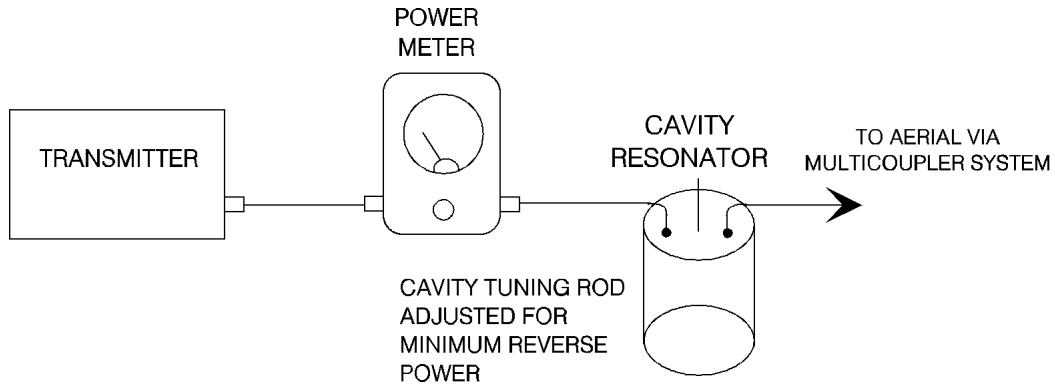 POWER
METER
TRANSMITTER
CAVITY
RESONATOR
TO AERIAL VIA
MULTICOUPLER SYSTEM
CAVITY TUNING ROD
ADJUSTED FOR
MINIMUM REVERSE
POWER